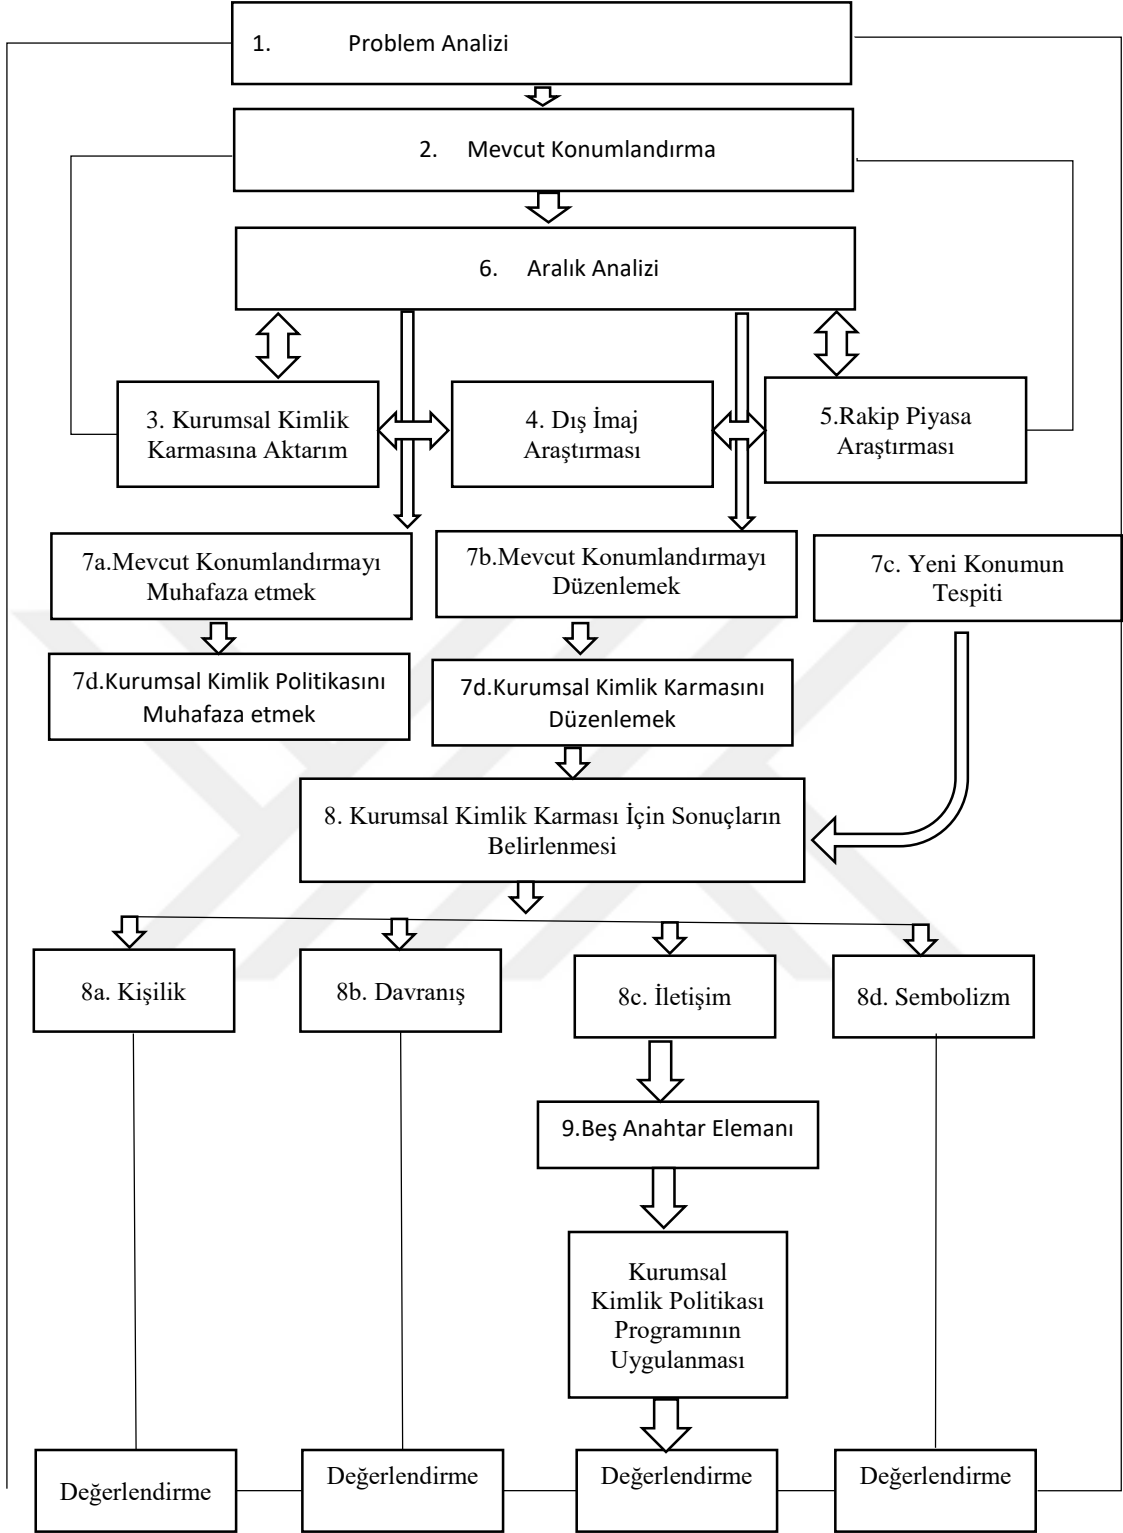 1. Problem Analizi
2. Mevcut Konumlandırma
6. Aralık Analizi
3. Kurumsal Kimlik
Karmasına Aktarım
4. Dış İmaj
Araştırması
5.Rakip Piyasa
Araştırması
7a.Mevcut Konumlandırmayı
Muhafaza etmek
7b.Mevcut Konumlandırmayı
Düzenlemek
7c. Yeni Konumun
Tespiti
7d.Kurumsal Kimlik Politikasını
Muhafaza etmek
7d.Kurumsal Kimlik Karmasını
Düzenlemek
8. Kurumsal Kimlik Karması İçin Sonuçların
Belirlenmesi
8a. Kişilik
8b. Davranış
8c. İletişim
8d. Sembolizm
9.Beş Anahtar Elemanı
Kurumsal
Kimlik Politikası
Programının
Uygulanması
Değerlendirme
Değerlendirme
Değerlendirme
Değerlendirme